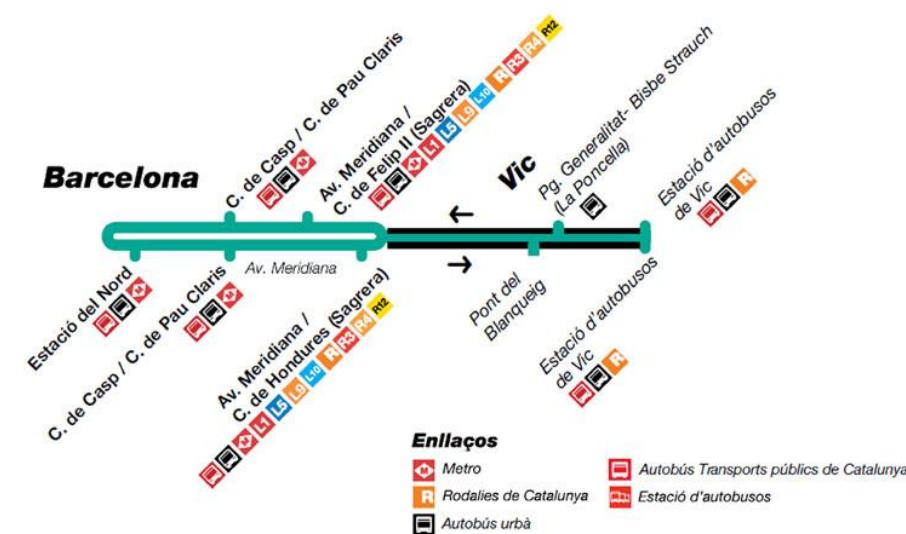 Barcelona
C. de Casp / C. de Pau Claris
M
Av. Meridiana /
C. de Felip II (Sagrera)
M L1 L5 L9 L10 R R3 R4 R12
Vic
Pg. Generalitat- Bisbe Strauch
(La Poncella)
Estació d'autobusos
de Vic
R
Estació del Nord
M
C. de Casp / C. de Pau Claris
M
Av. Meridiana
Av. Meridiana /
C. de Hondures (Sagrera)
M L1 L5 L9 L10 R R3 R4 R12
Pont del
Blanqueig
Estació d'autobusos
de Vic
R
Enllaços
M Metro
R Rodalies de Catalunya
Autobús urbà
Autobús Transports públics de Catalunya
Estació d'autobusos